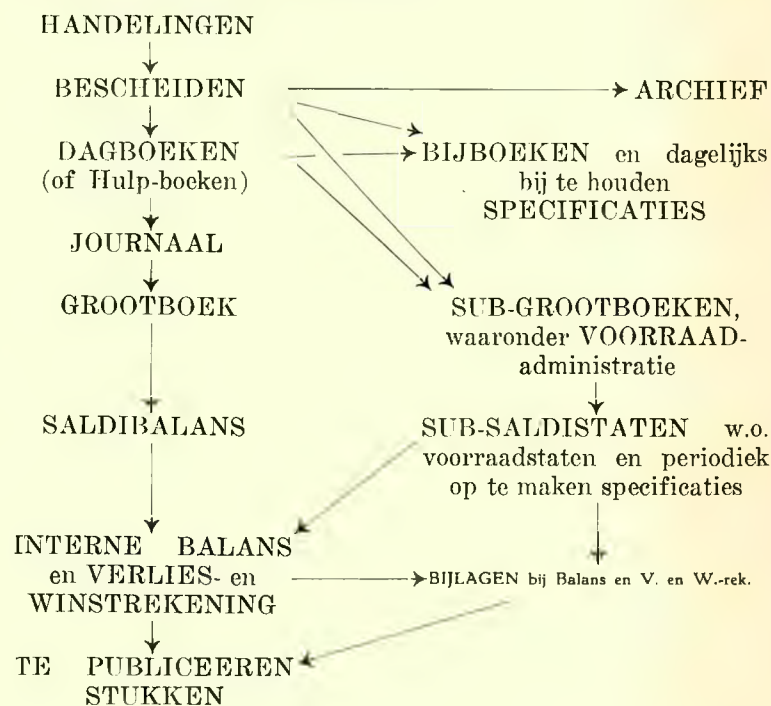 HANDELINGEN
BESCHEIDEN
ARCHIEF
DAGBOEKEN
(of Hulp-boeken)
BIJBOEKEN en dagelijks
bij te houden
SPECIFICATIES
JOURNAAL
GROOTBOEK
SUB-GROOTBOEKEN,
waaronder VOORRAAD-
administratie
SALDIBALANS
SUB-SALDISTATEN w.o.
voorraadstaten en periodiek
op te maken specificaties
INTERNE BALANS
en VERLIES- en
WINSTREKENING
BIJLAGEN bij Balans en V. en W.-rek.
TE PUBLICEEREN
STUKKEN